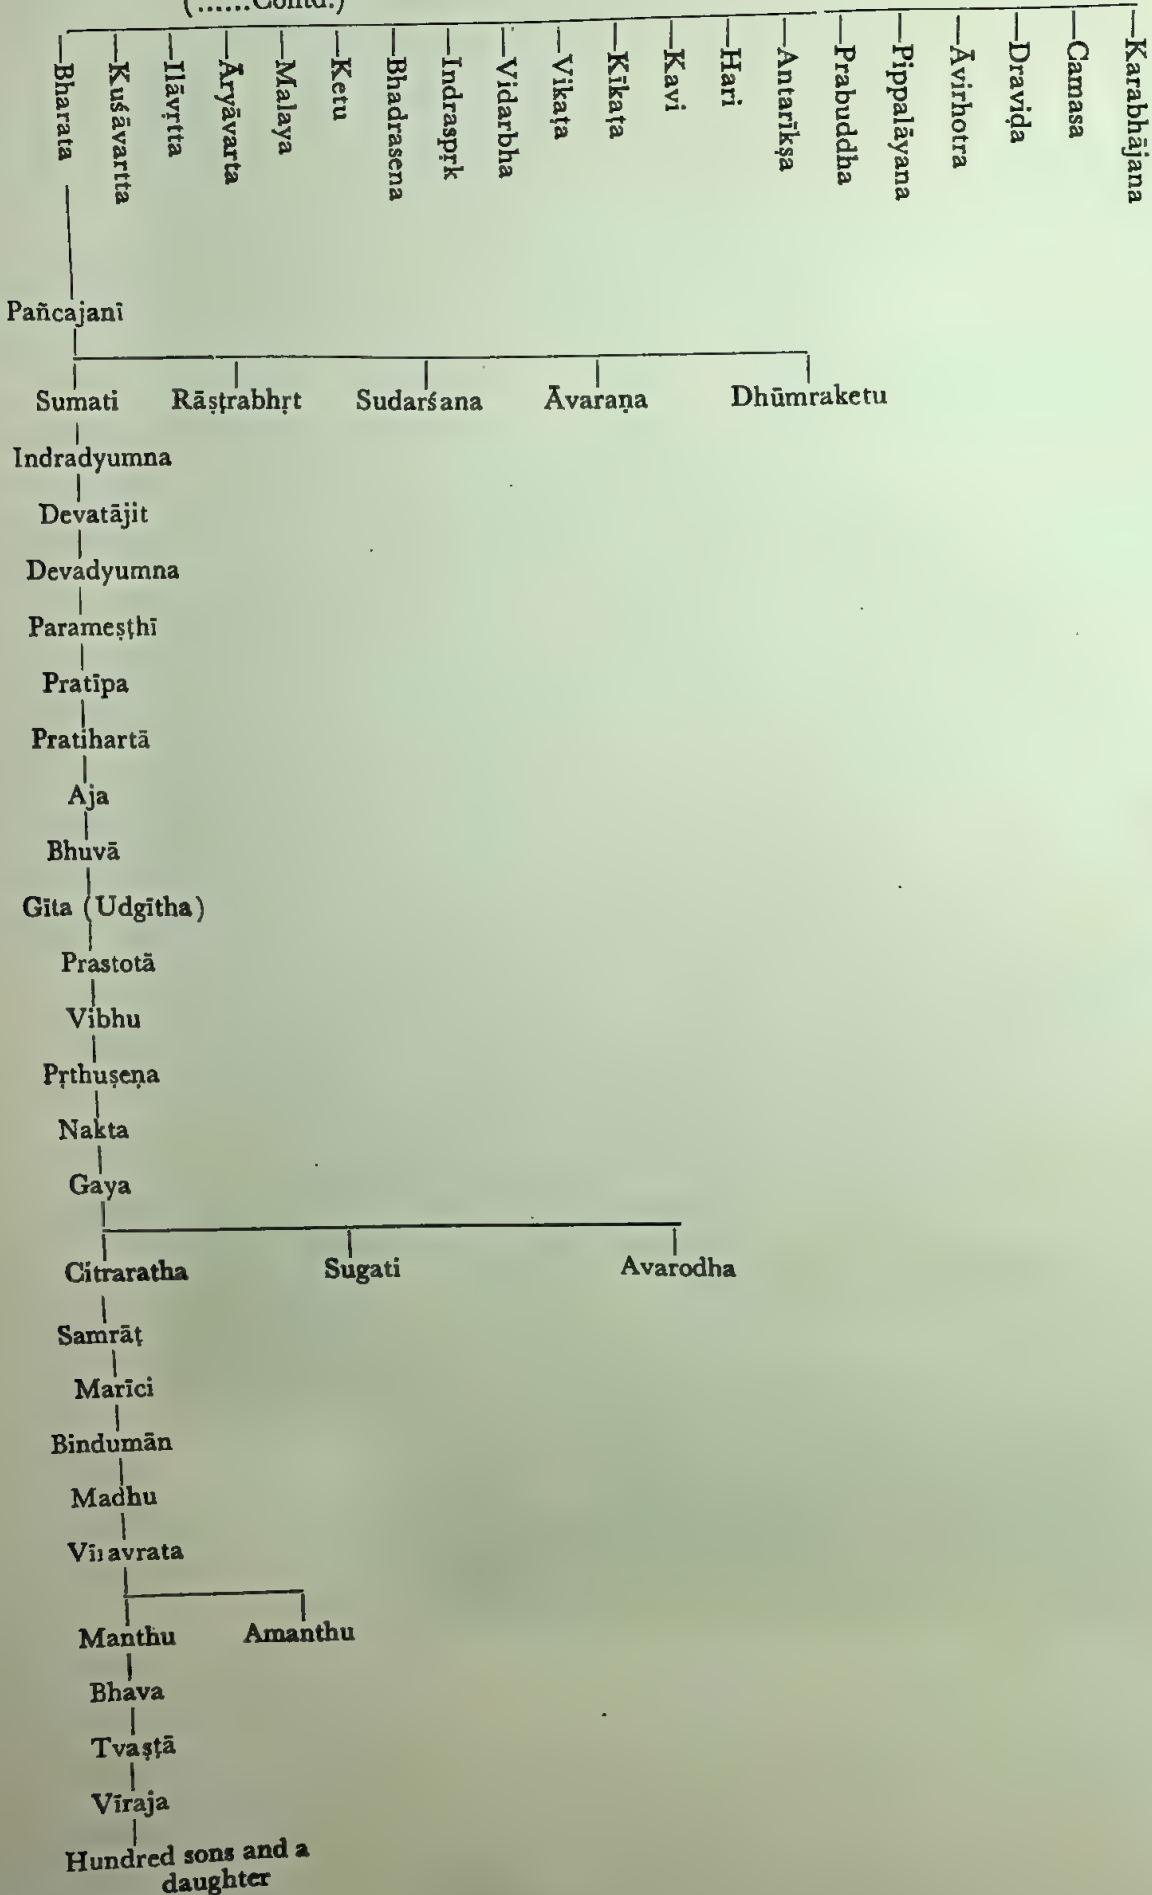 (......Contd.)
Bharata
Kuśāvartta
Ilāvṛtta
Āryāvarta
Malaya
Ketu
Bhadrasena
Indraspṛk
Vidarbha
Vikaṭa
Kīkaṭa
Kavi
Hari
Antarīkṣa
Prabuddha
Pippalāyana
Āvirhotra
Draviḍa
Camasa
Karabhājana
Pañcajanī
Sumati Rāṣṭrabhṛt Sudarśana Āvaraṇa Dhūmraketu
Indradyumna
Devatājit
Devadyumna
Parameṣṭhī
Pratīpa
Pratihartā
Aja
Bhuvā
Gīta (Udgītha)
Prastotā
Vibhu
Pṛthuṣeṇa
Nakta
Gaya
Citraratha Sugati Avarodha
Samrāṭ
Marīci
Bindumān
Madhu
Vīravrata
Manthu Amanthu
Bhava
Tvaṣṭā
Vīraja
Hundred sons and a
daughter